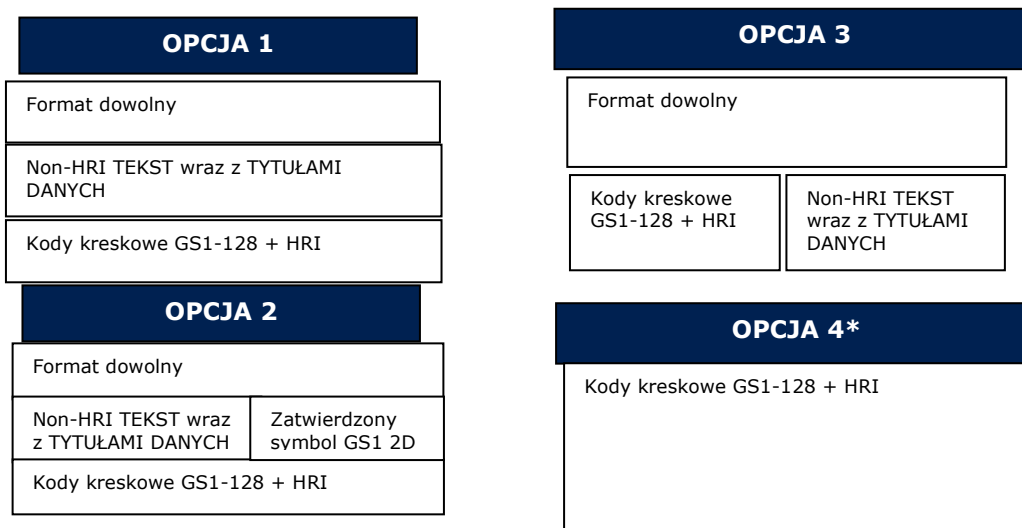 OPCJA 1
Format dowolny
Non-HRI TEKST wraz z TYTUŁAMI
DANYCH
Kody kreskowe GS1-128 + HRI
OPCJA 2
Format dowolny
Non-HRI TEKST wraz
z TYTUŁAMI DANYCH
Zatwierdzony
symbol GS1 2D
Kody kreskowe GS1-128 + HRI
OPCJA 3
Format dowolny
Kody kreskowe
GS1-128 + HRI
Non-HRI TEKST
wraz z TYTUŁAMI
DANYCH
OPCJA 4*
Kody kreskowe GS1-128 + HRI